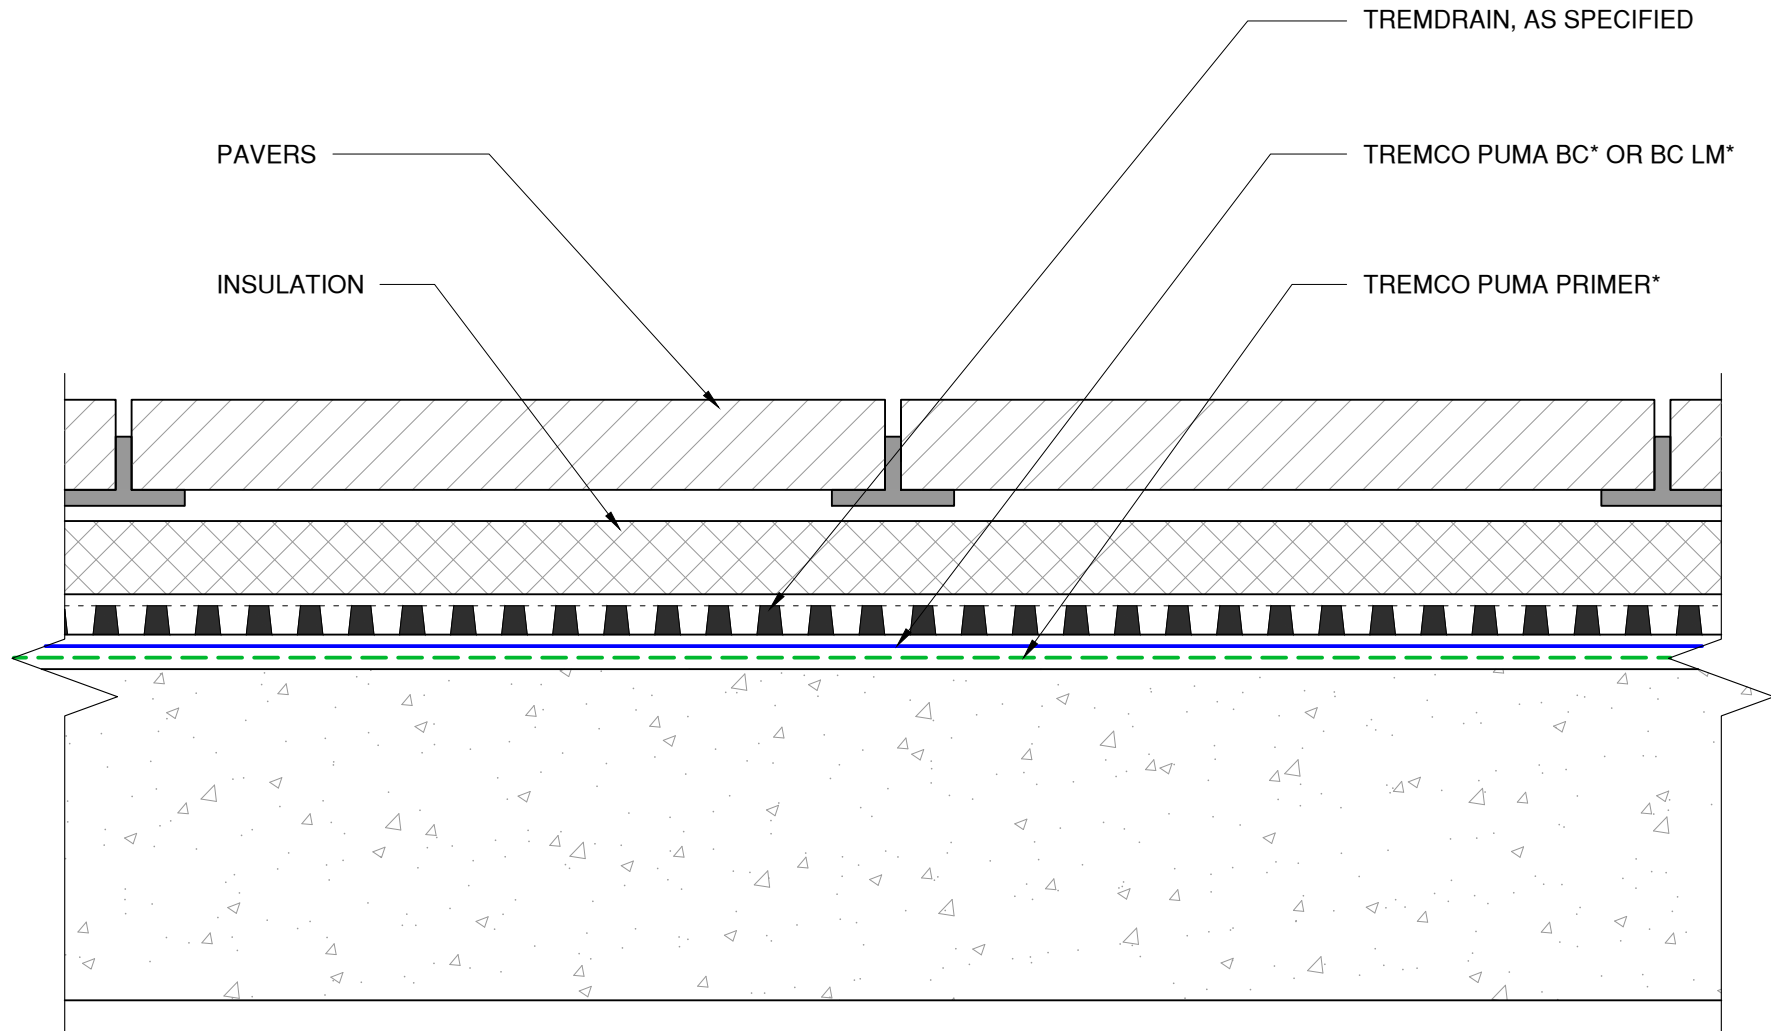 TREMDRAIN, AS SPECIFIED
PAVERS
TREMCO PUMA BC* OR BC LM*
INSULATION
TREMCO PUMA PRIMER*